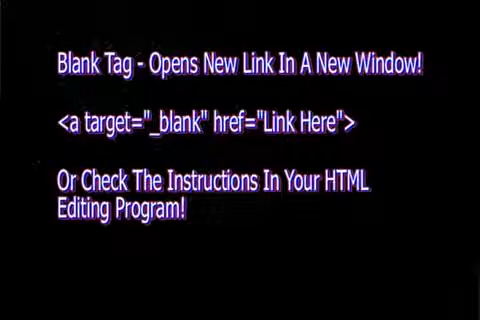 Blank Tag - Opens New Link In A New Window!
<a target="_blank" href="Link Here">
Or Check The Instructions In Your HTML
Editing Program!